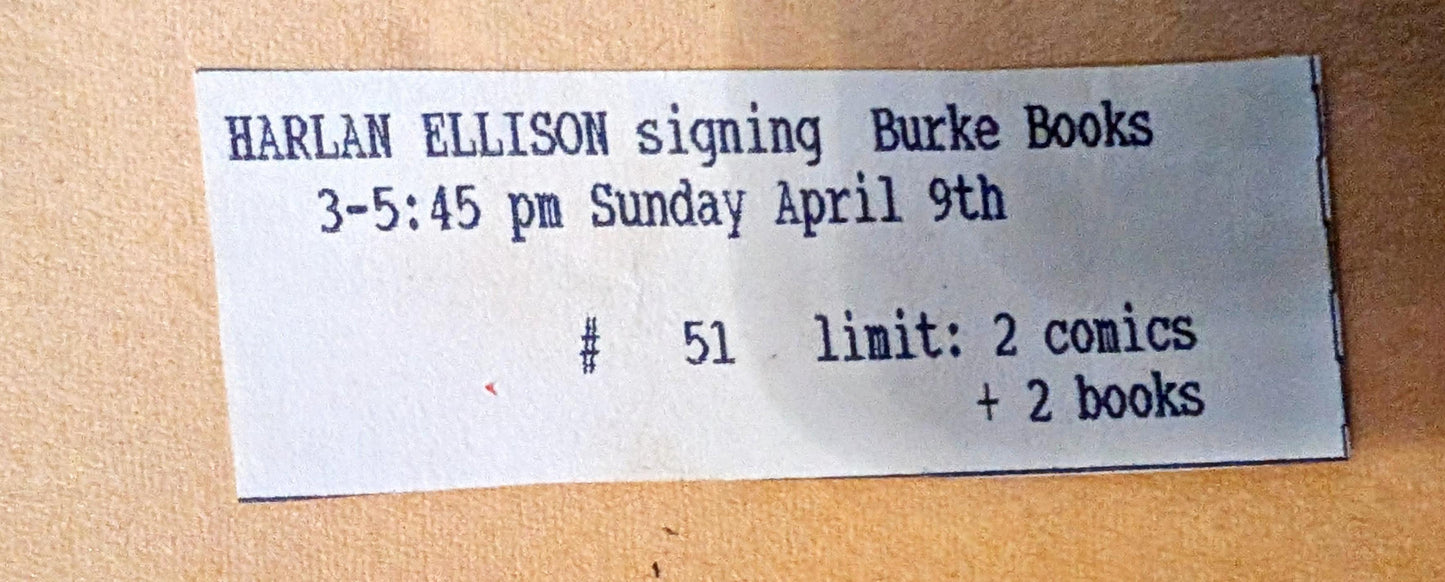 HARLAN ELLISON signing Burke Books
3-5:45 pm Sunday April 9th
# 51 limit: 2 comics
+ 2 books